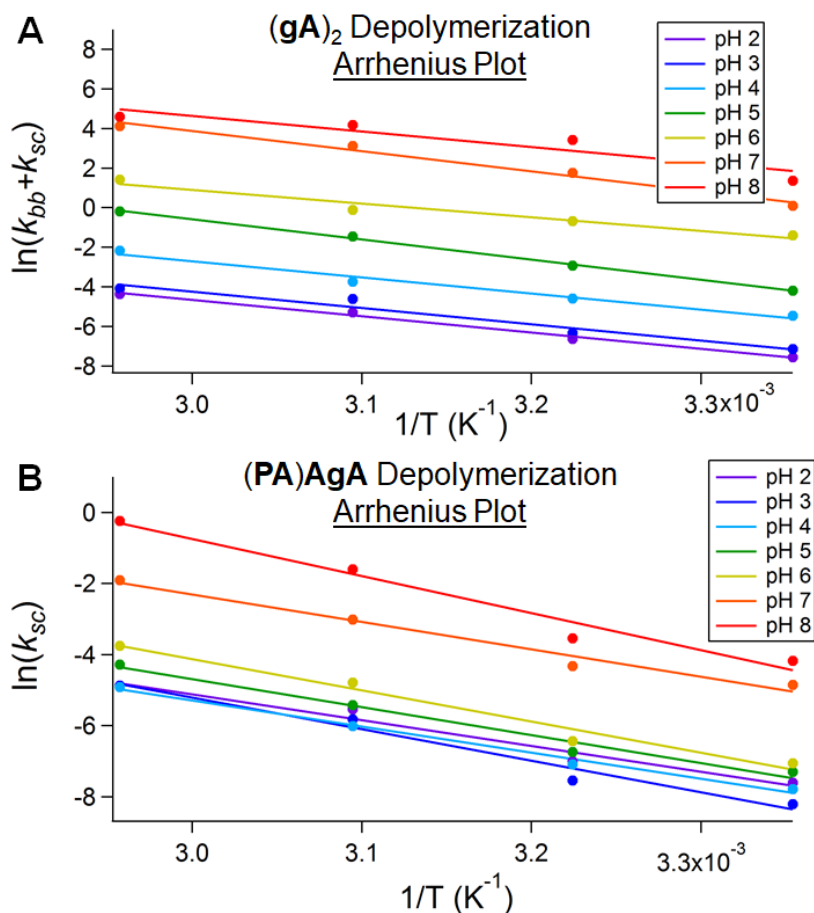 A
(gA)₂ Depolymerization
Arrhenius Plot
pH 2
pH 3
pH 4
pH 5
pH 6
pH 7
pH 8
8
6
4
2
0
-2
-4
-6
-8
ln(k_bb+k_sc)
3.0
3.1
3.2
3.3x10⁻³
1/T (K⁻¹)
B
(PA)AgA Depolymerization
Arrhenius Plot
pH 2
pH 3
pH 4
pH 5
pH 6
pH 7
pH 8
0
-2
-4
-6
-8
ln(k_sc)
3.0
3.1
3.2
3.3x10⁻³
1/T (K⁻¹)